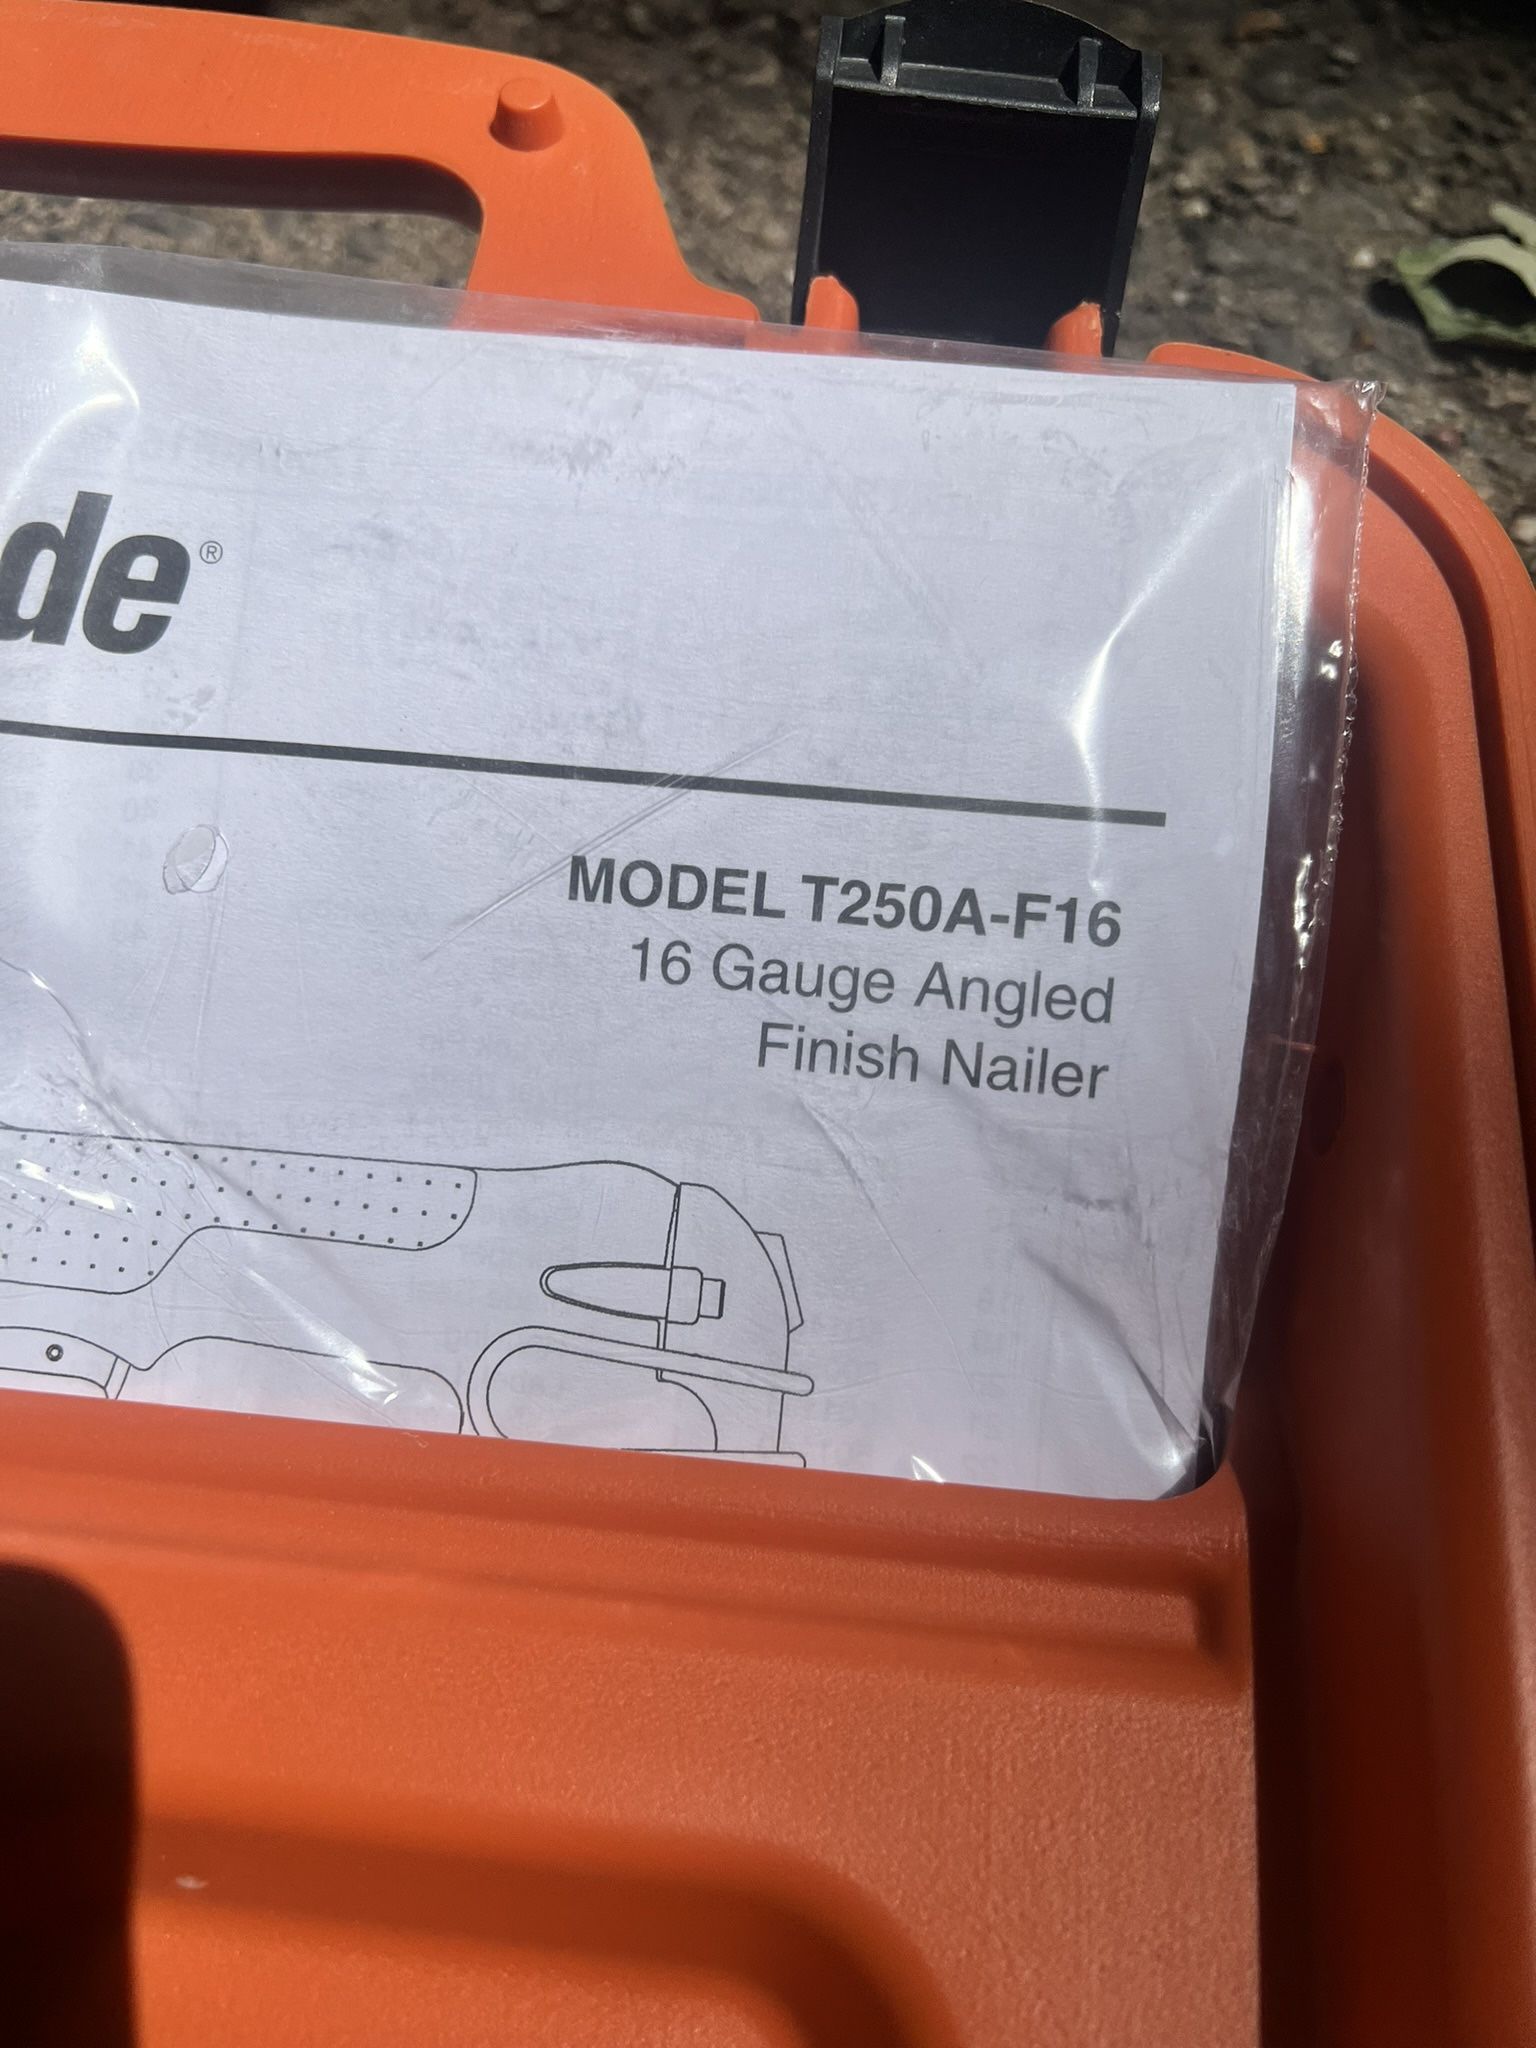 de®
MODEL T250A-F16
16 Gauge Angled
Finish Nailer